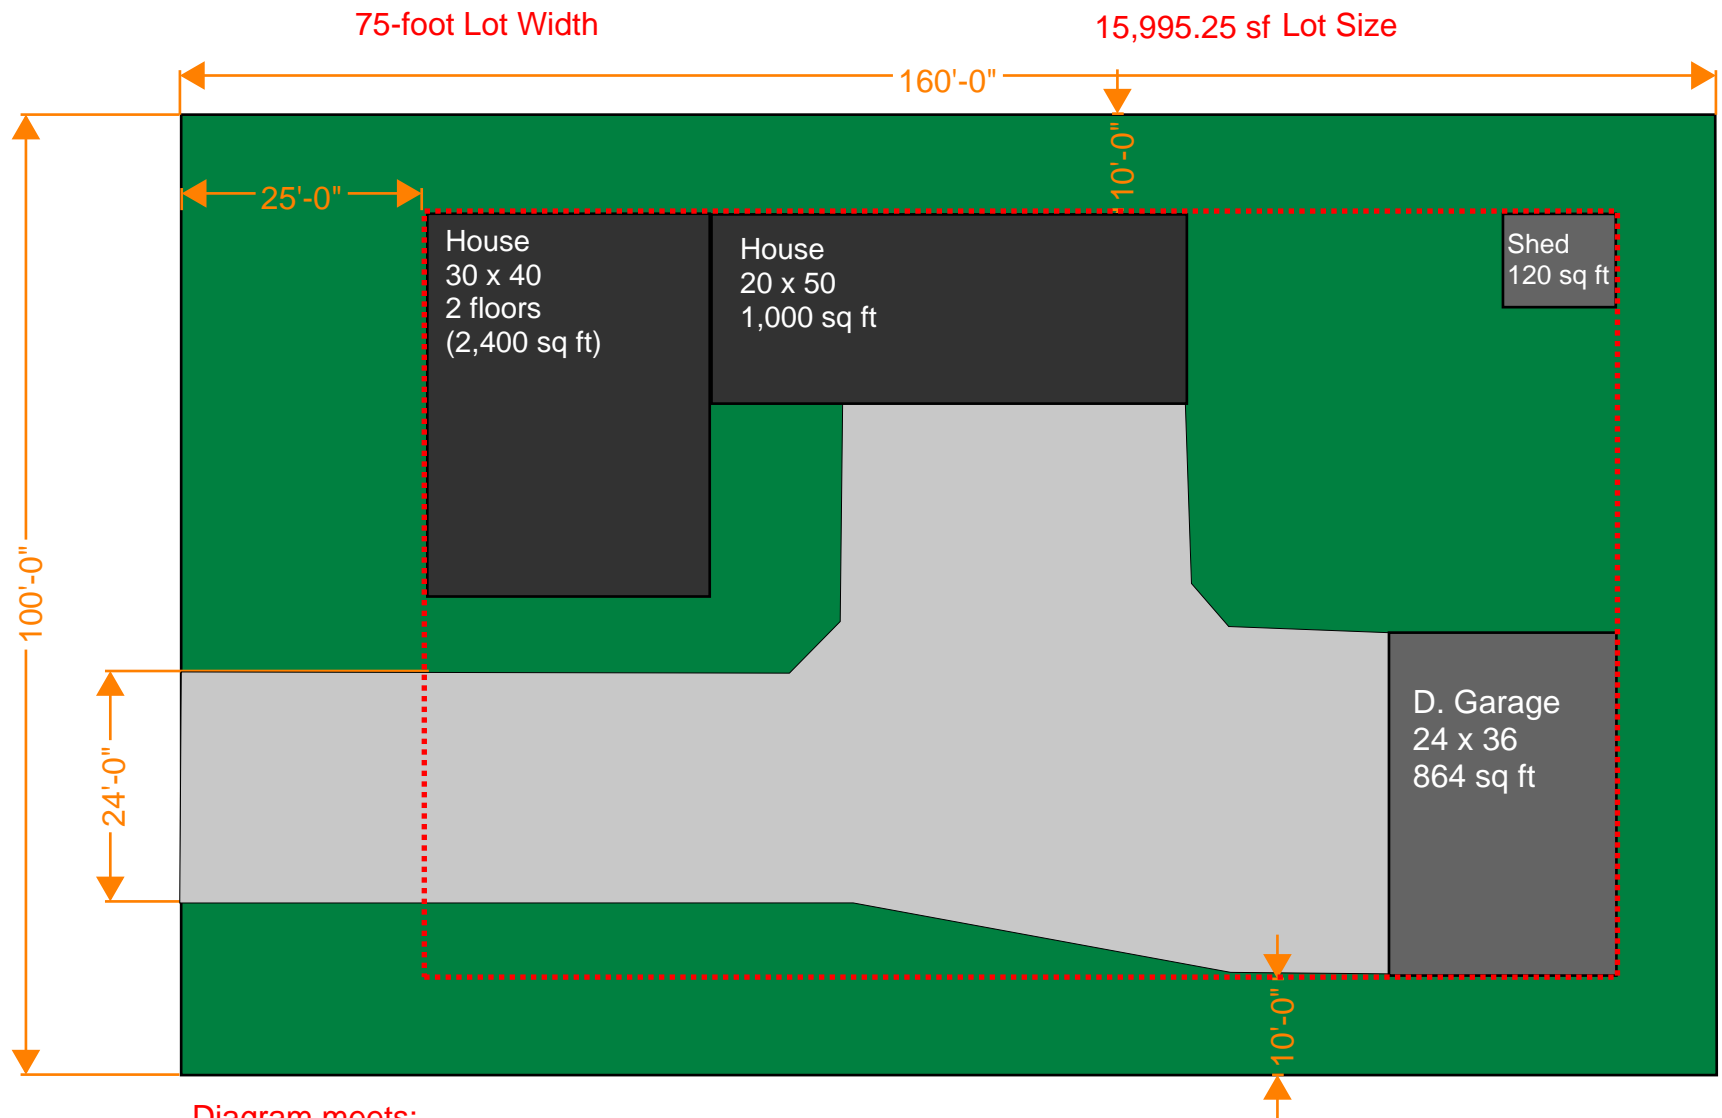 75-foot Lot Width
15,995.25 sf Lot Size
160'-0"
10'-0"
25'-0"
House
30 x 40
2 floors
(2,400 sq ft)
House
20 x 50
1,000 sq ft
Shed
120 sq ft
100'-0"
24'-0"
D. Garage
24 x 36
864 sq ft
10'-0"
Diagram meets: